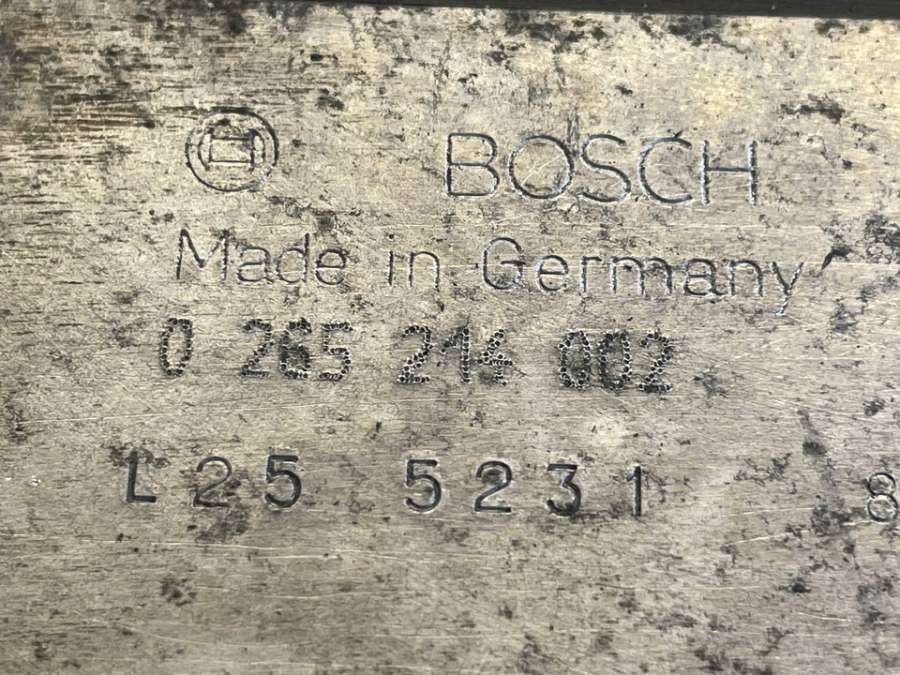 BOSCH
Made in Germany
0 265 214 002
L25 5231 8